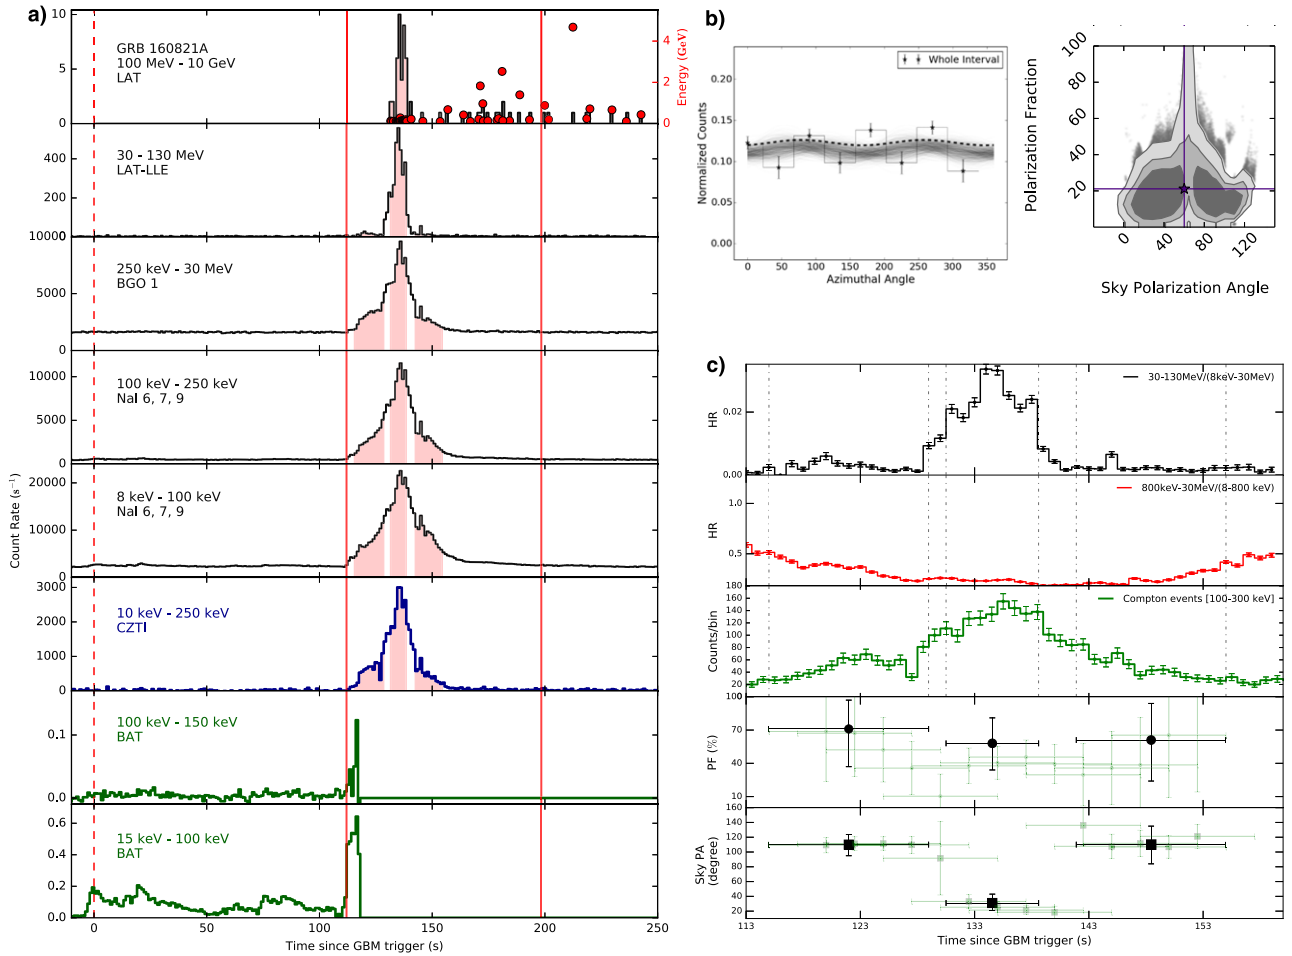 a)
GRB 160821A
100 MeV - 10 GeV
LAT
10
5
0
4
2
0
Energy (GeV)
30 - 130 MeV
LAT-LLE
400
200
0
250 keV - 30 MeV
BGO 1
10000
5000
0
100 keV - 250 keV
NaI 6, 7, 9
10000
5000
0
8 keV - 100 keV
NaI 6, 7, 9
20000
10000
0
Count Rate (s⁻¹)
10 keV - 250 keV
CZTI
3000
2000
1000
0
100 keV - 150 keV
BAT
0.1
0.0
15 keV - 100 keV
BAT
0.6
0.4
0.2
0.0
0 50 100 150 200 250
Time since GBM trigger (s)
b)
Whole Interval
0.20
0.15
0.10
0.05
0.00
Normalized Counts
0 50 100 150 200 250 300 350
Azimuthal Angle
100
80
60
40
20
Polarization Fraction
0 40 80 120
Sky Polarization Angle
c)
30-130MeV/(8keV-30MeV)
0.02
0.00
HR
800keV-30MeV/(8-800 keV)
1.0
0.5
HR
Compton events [100-300 keV]
180
160
140
120
100
80
60
40
20
Counts/bin
100
70
40
10
PF (%)
160
140
120
100
80
60
40
20
Sky PA
(degree)
113 123 133 143 153
Time since GBM trigger (s)